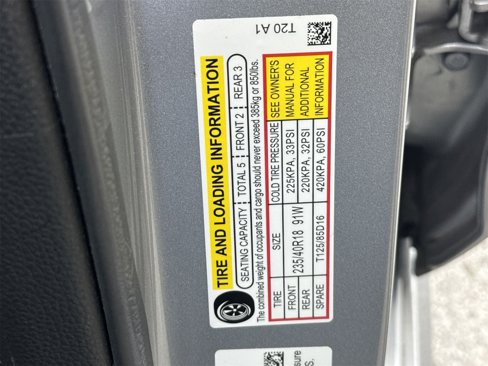 T20 A1
TIRE AND LOADING INFORMATION
SEATING CAPACITY TOTAL 5 FRONT 2 REAR 3
The combined weight of occupants and cargo should never exceed 385kg or 850lbs.
TIRE SIZE COLD TIRE PRESSURE SEE OWNER'S
FRONT 235/40R18 91W 225KPA, 33PSI MANUAL FOR
REAR 220KPA, 32PSI ADDITIONAL
SPARE T125/85D16 420KPA, 60PSI INFORMATION
sure
S.